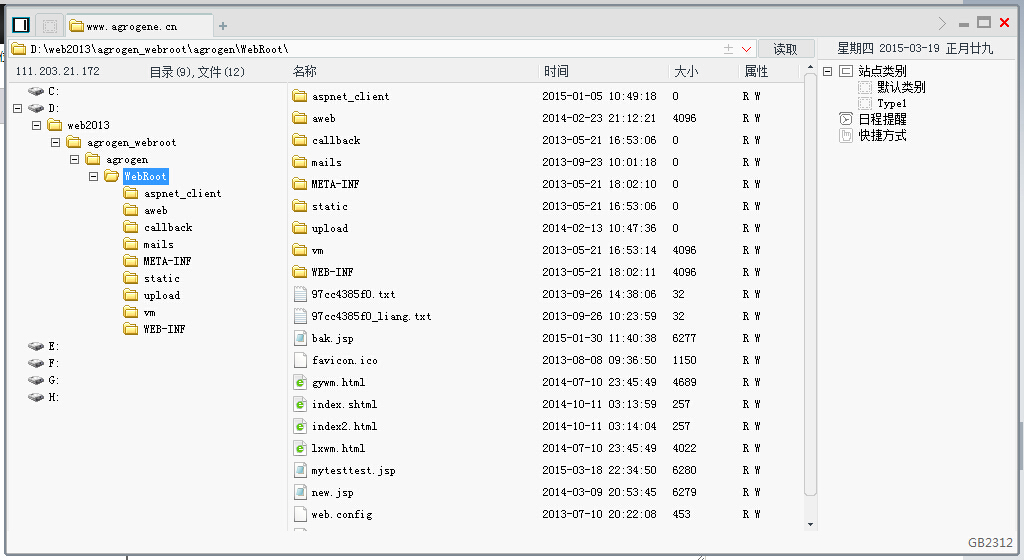 www.agrogene.cn
D:\web2013\agrogen_webroot\agrogen\WebRoot\ 读取 星期四 2015-03-19 正月廿九
111.203.21.172 目录(9),文件(12)
C:
D:
web2013
agrogen_webroot
agrogen
WebRoot
aspnet_client
aweb
callback
mails
META-INF
static
upload
vm
WEB-INF
E:
F:
G:
H:
名称 时间 大小 属性
aspnet_client 2015-01-05 10:49:18 0 R W
aweb 2014-02-23 21:12:21 4096 R W
callback 2013-05-21 16:53:06 0 R W
mails 2013-09-23 10:01:18 0 R W
META-INF 2013-05-21 18:02:10 0 R W
static 2013-05-21 16:53:06 0 R W
upload 2014-02-13 10:47:36 0 R W
vm 2013-05-21 16:53:14 4096 R W
WEB-INF 2013-05-21 18:02:11 4096 R W
97cc4385f0.txt 2013-09-26 14:38:06 32 R W
97cc4385f0_liang.txt 2013-09-26 10:23:59 32 R W
bak.jsp 2015-01-30 11:40:38 6277 R W
favicon.ico 2013-08-08 09:36:50 1150 R W
gywm.html 2014-07-10 23:45:49 4689 R W
index.shtml 2014-10-11 03:13:59 257 R W
index2.html 2014-10-11 03:14:04 257 R W
lxwm.html 2014-07-10 23:45:49 4022 R W
mytesttest.jsp 2015-03-18 22:34:50 6280 R W
new.jsp 2014-03-09 20:53:45 6279 R W
web.config 2013-07-10 20:22:08 453 R W
站点类别
默认类别
Type1
日程提醒
快捷方式
GB2312